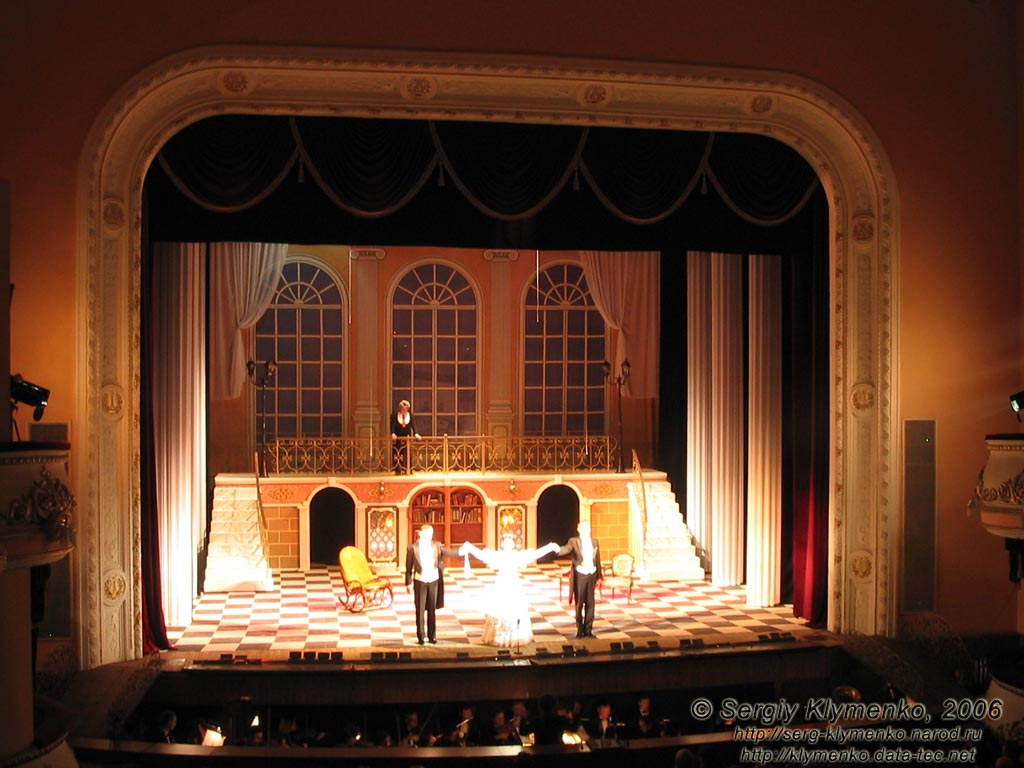 © Sergiy Klymenko, 2006
http://serg-klymenko.narod.ru
http://klymenko.data-tec.net